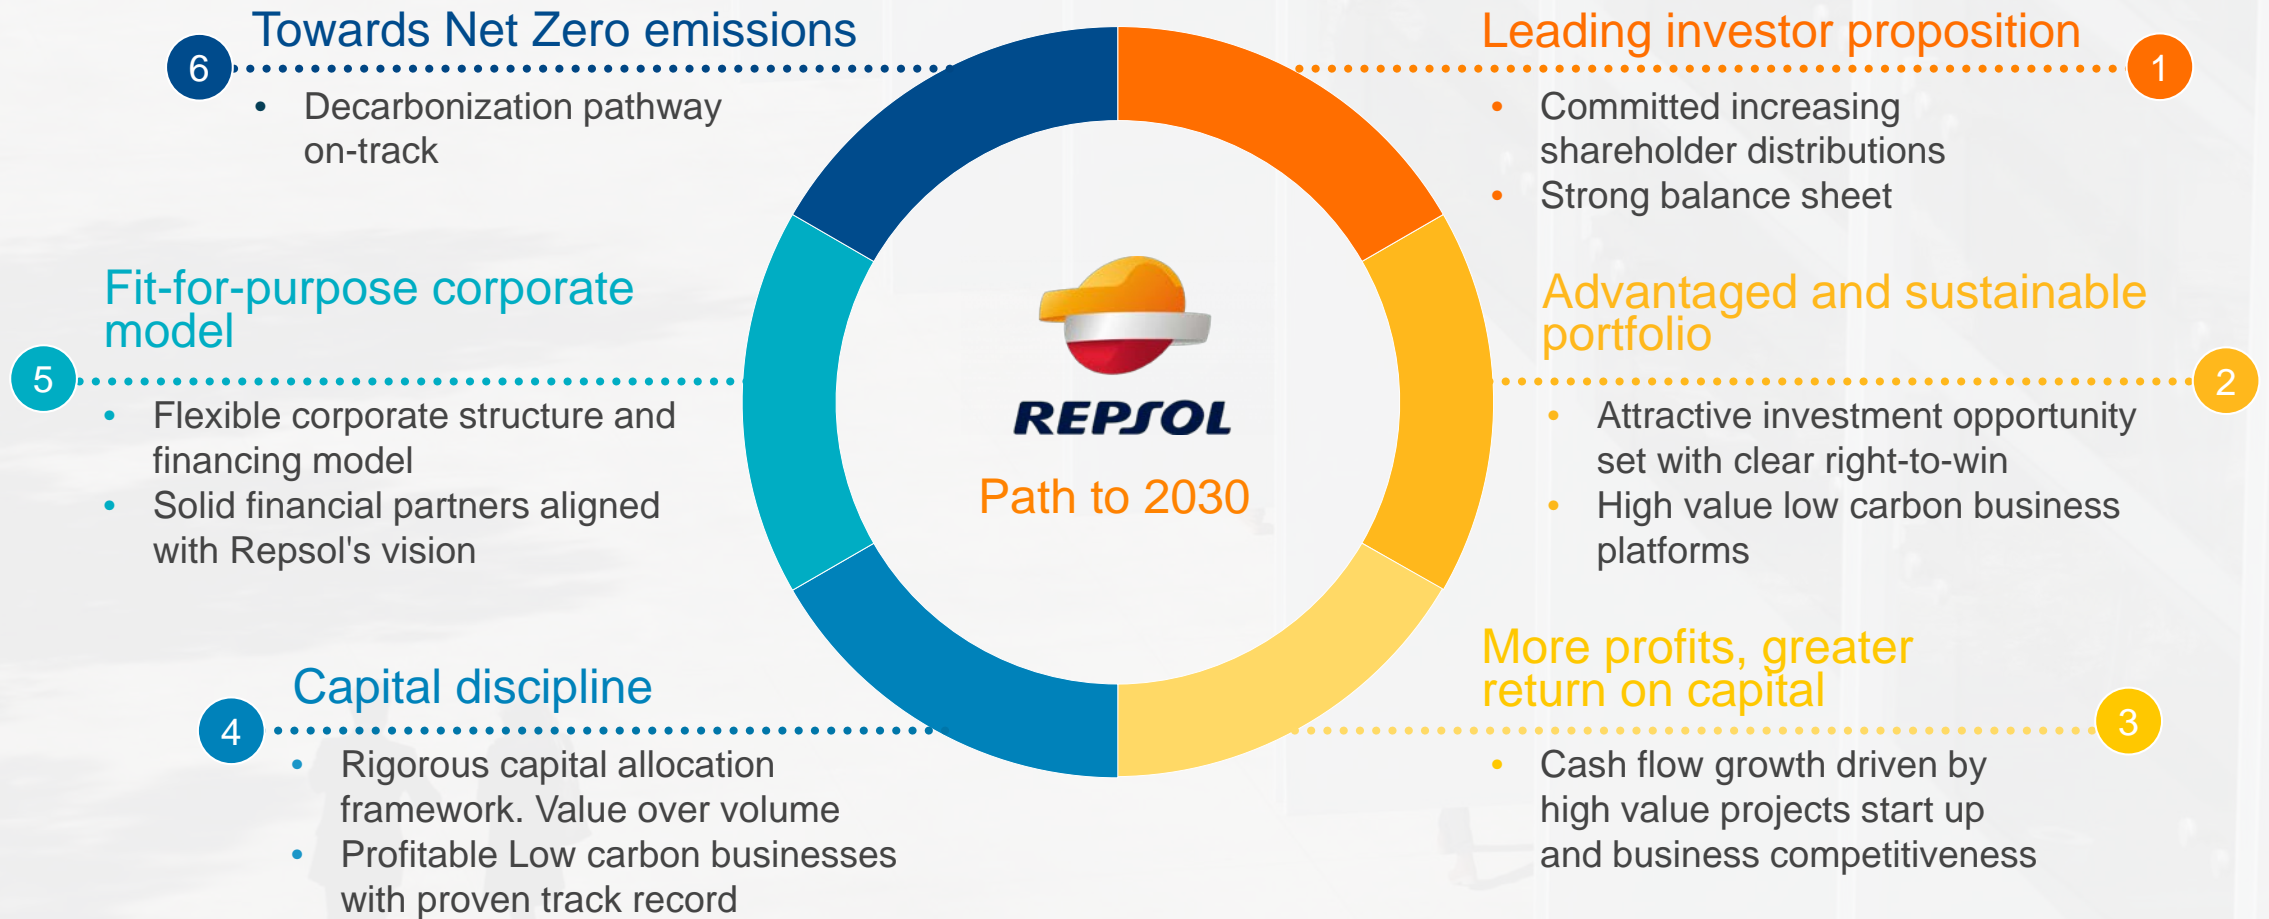 Leading investor proposition
1
• Committed increasing
shareholder distributions
• Strong balance sheet
Advantaged and sustainable
portfolio
2
• Attractive investment opportunity
set with clear right-to-win
• High value low carbon business
platforms
More profits, greater
return on capital
3
• Cash flow growth driven by
high value projects start up
and business competitiveness
Capital discipline
4
• Rigorous capital allocation
framework. Value over volume
• Profitable Low carbon businesses
with proven track record
Fit-for-purpose corporate
model
5
• Flexible corporate structure and
financing model
• Solid financial partners aligned
with Repsol's vision
Towards Net Zero emissions
6
• Decarbonization pathway
on-track
REPSOL
Path to 2030